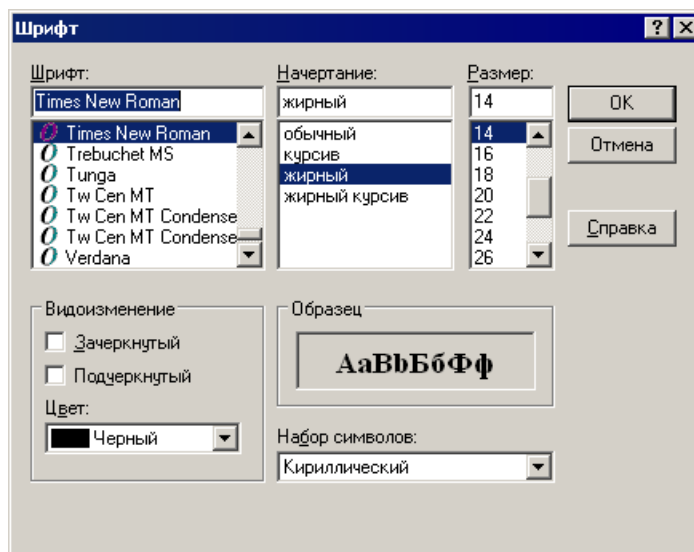 Шрифт
Шрифт:
Times New Roman
Times New Roman
Trebuchet MS
Tunga
Tw Cen MT
Tw Cen MT Condense
Tw Cen MT Condense
Verdana
Начертание:
жирный
обычный
курсив
жирный
жирный курсив
Размер:
14
14
16
18
20
22
24
26
OK
Отмена
Справка
Видоизменение
Зачеркнутый
Подчеркнутый
Цвет:
Черный
Образец
АаВbБбФф
Набор символов:
Кириллический